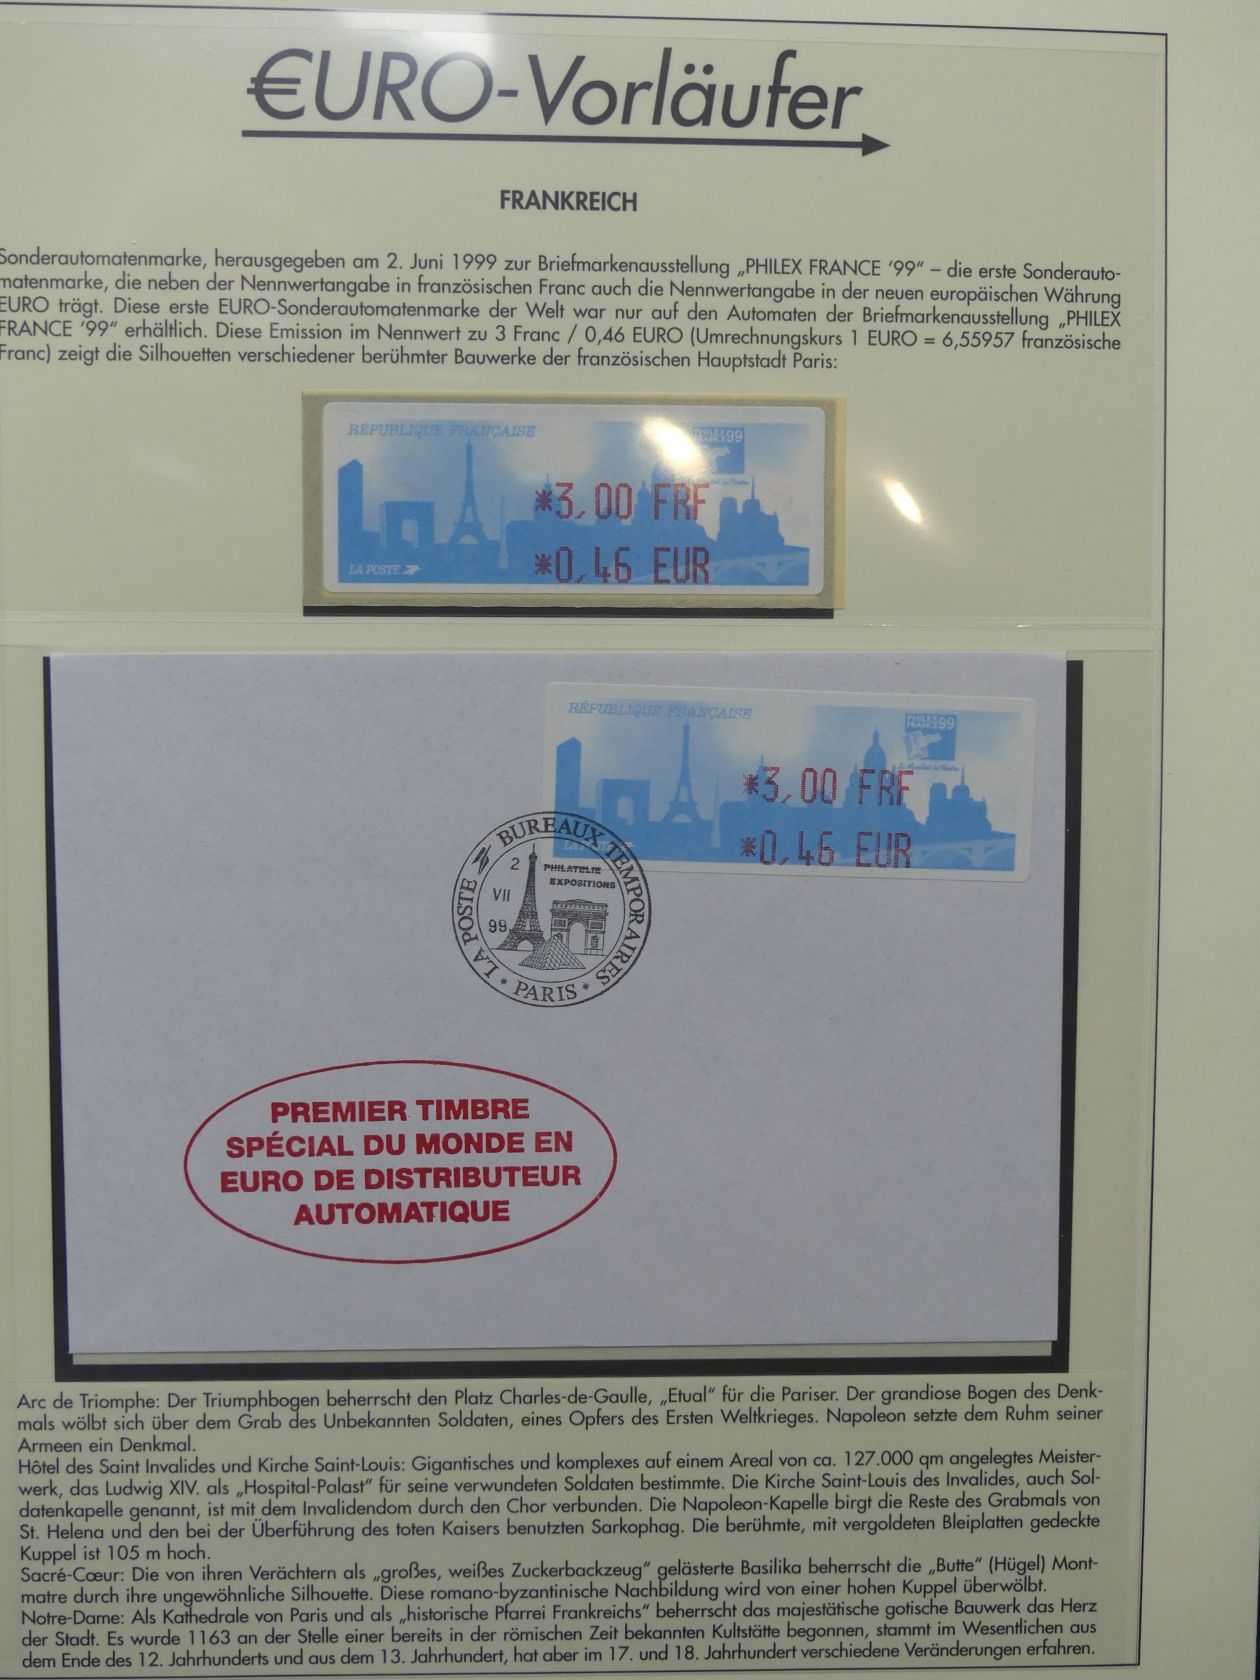 €URO-Vorläufer
FRANKREICH
Sonderautomatenmarke, herausgegeben am 2. Juni 1999 zur Briefmarkenausstellung „PHILEX FRANCE '99“ – die erste Sonderauto-
matenmarke, die neben der Nennwertangabe in französischen Franc auch die Nennwertangabe in der neuen europäischen Währung
EURO trägt. Diese erste EURO-Sonderautomatenmarke der Welt war nur auf den Automaten der Briefmarkenausstellung „PHILEX
FRANCE '99“ erhältlich. Diese Emission im Nennwert zu 3 Franc / 0,46 EURO (Umrechnungskurs 1 EURO = 6,55957 französische
Franc) zeigt die Silhouetten verschiedener berühmter Bauwerke der französischen Hauptstadt Paris:
RÉPUBLIQUE FRANÇAISE
PHILEX
FRANCE 99
*3,00 FRF
*0,46 EUR
LA POSTE
RÉPUBLIQUE FRANÇAISE
PHILEX
FRANCE 99
Le Mondial du Timbre
*3,00 FRF
*0,46 EUR
LA POSTE
LA POSTE BUREAUX TEMPORAIRES
* PARIS *
2
VII
99
PHILATELIE
EXPOSITIONS
PREMIER TIMBRE
SPÉCIAL DU MONDE EN
EURO DE DISTRIBUTEUR
AUTOMATIQUE
Arc de Triomphe: Der Triumphbogen beherrscht den Platz Charles-de-Gaulle, „Etual“ für die Pariser. Der grandiose Bogen des Denk-
mals wölbt sich über dem Grab des Unbekannten Soldaten, eines Opfers des Ersten Weltkrieges. Napoleon setzte dem Ruhm seiner
Armeen ein Denkmal.
Hôtel des Saint Invalides und Kirche Saint-Louis: Gigantisches und komplexes auf einem Areal von ca. 127.000 qm angelegtes Meister-
werk, das Ludwig XIV. als „Hospital-Palast“ für seine verwundeten Soldaten bestimmte. Die Kirche Saint-Louis des Invalides, auch Sol-
datenkapelle genannt, ist mit dem Invalidendom durch den Chor verbunden. Die Napoleon-Kapelle birgt die Reste des Grabmals von
St. Helena und den bei der Überführung des toten Kaisers benutzten Sarkophag. Die berühmte, mit vergoldeten Bleiplatten gedeckte
Kuppel ist 105 m hoch.
Sacré-Cœur: Die von ihren Verächtern als „großes, weißes Zuckerbackzeug“ gelästerte Basilika beherrscht die „Butte“ (Hügel) Mont-
matre durch ihre ungewöhnliche Silhouette. Diese romano-byzantinische Nachbildung wird von einer hohen Kuppel überwölbt.
Notre-Dame: Als Kathedrale von Paris und als „historische Pfarrei Frankreichs“ beherrscht das majestätische gotische Bauwerk das Herz
der Stadt. Es wurde 1163 an der Stelle einer bereits in der römischen Zeit bekannten Kultstätte begonnen, stammt im Wesentlichen aus
dem Ende des 12. Jahrhunderts und aus dem 13. Jahrhundert, hat aber im 17. und 18. Jahrhundert verschiedene Veränderungen erfahren.